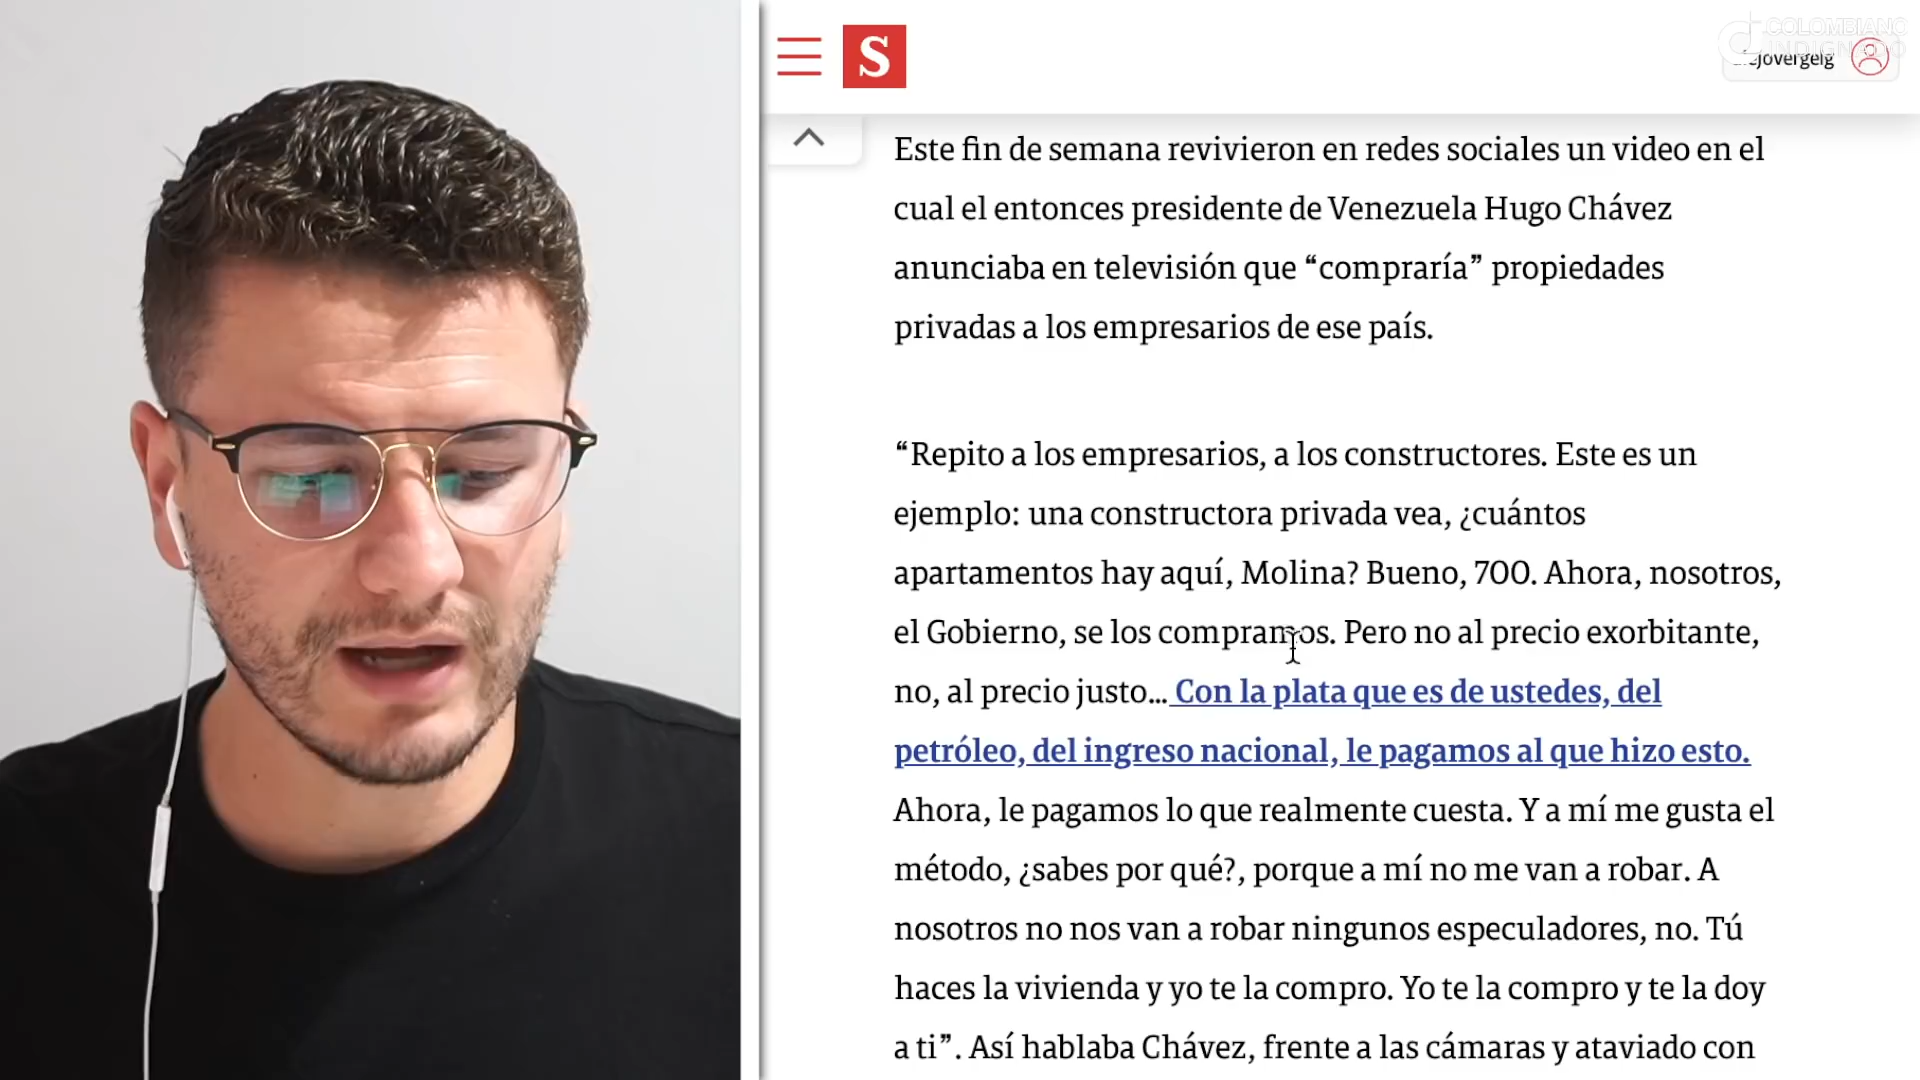 COLOMBIANO
INDIGNADO
S
Este fin de semana revivieron en redes sociales un video en el
cual el entonces presidente de Venezuela Hugo Chávez
anunciaba en televisión que “compraría” propiedades
privadas a los empresarios de ese país.
“Repito a los empresarios, a los constructores. Este es un
ejemplo: una constructora privada vea, ¿cuántos
apartamentos hay aquí, Molina? Bueno, 700. Ahora, nosotros,
el Gobierno, se los compramos. Pero no al precio exorbitante,
no, al precio justo... Con la plata que es de ustedes, del
petróleo, del ingreso nacional, le pagamos al que hizo esto.
Ahora, le pagamos lo que realmente cuesta. Y a mí me gusta el
método, ¿sabes por qué?, porque a mí no me van a robar. A
nosotros no nos van a robar ningunos especuladores, no. Tú
haces la vivienda y yo te la compro. Yo te la compro y te la doy
a ti”. Así hablaba Chávez, frente a las cámaras y ataviado con